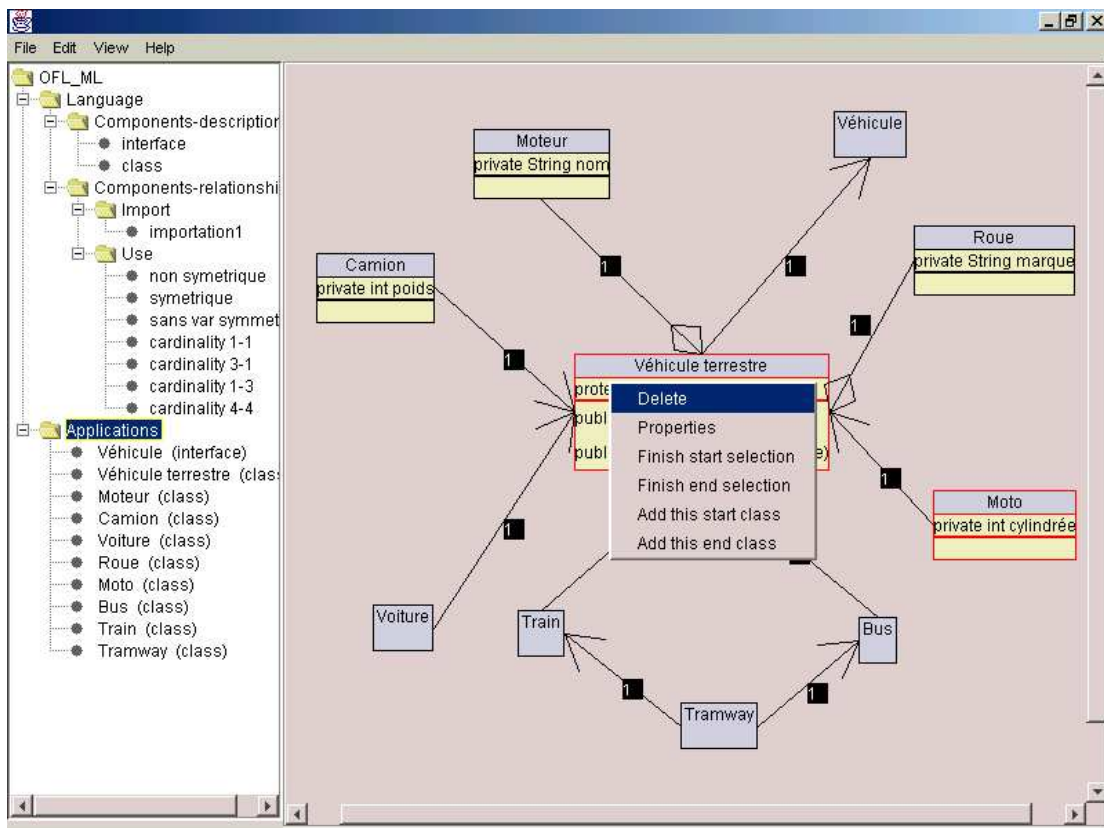 File Edit View Help
OFL_ML
Language
Components-description
interface
class
Components-relationshi
Import
importation1
Use
non symetrique
symetrique
sans var symmet
cardinality 1-1
cardinality 3-1
cardinality 1-3
cardinality 4-4
Applications
Véhicule (interface)
Véhicule terrestre (class
Moteur (class)
Camion (class)
Voiture (class)
Roue (class)
Moto (class)
Bus (class)
Train (class)
Tramway (class)
Véhicule
Moteur
private String nom
Roue
private String marque
Camion
private int poids
1
1
1
1
Véhicule terrestre
prote
publ
publ
e)
Delete
Properties
Finish start selection
Finish end selection
Add this start class
Add this end class
1
Moto
private int cylindrée
1
Voiture
Train
Bus
1
1
Tramway